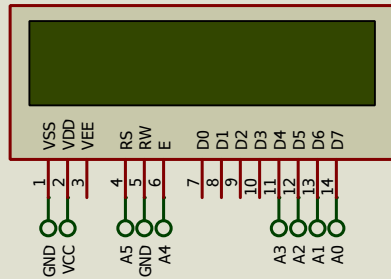 VSS VDD VEE RS RW E D0 D1 D2 D3 D4 D5 D6 D7
1 2 3 4 5 6 7 8 9 10 11 12 13 14
GND VCC A5 GND A4 A3 A2 A1 A0